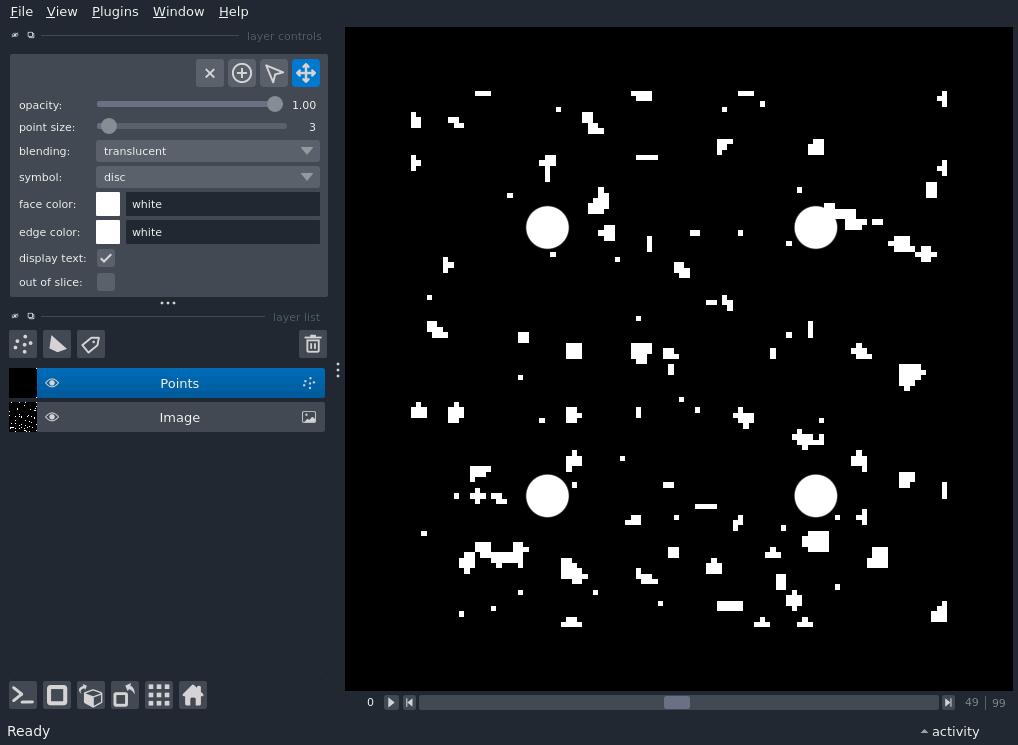 File View Plugins Window Help
layer controls
opacity: 1.00
point size: 3
blending: translucent
symbol: disc
face color: white
edge color: white
display text:
out of slice:
layer list
Points
Image
0 49 | 99
Ready activity